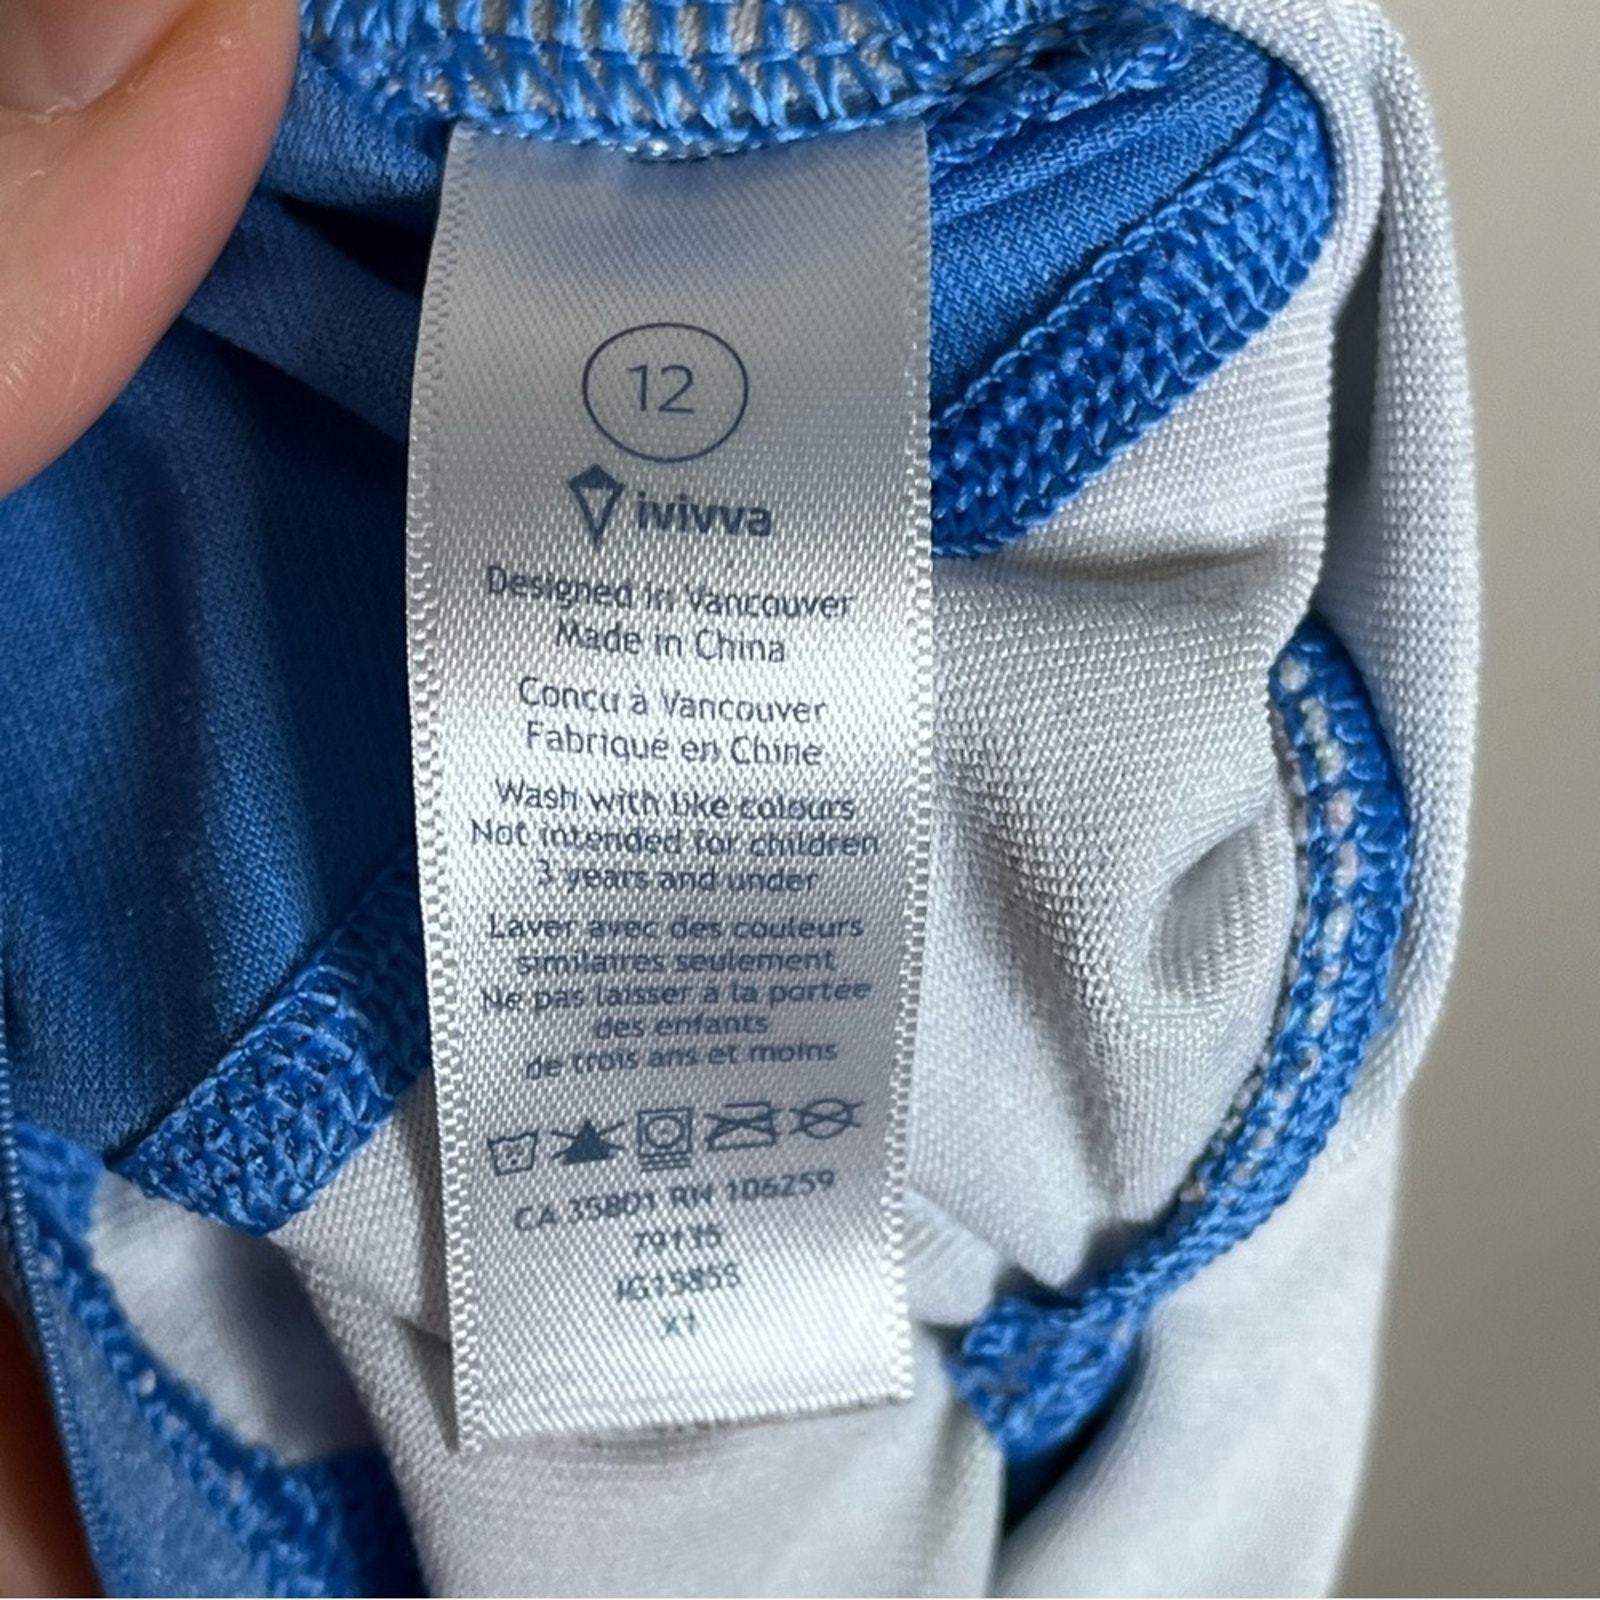 12
ivivva
Designed in Vancouver
Made in China
Conçu à Vancouver
Fabriqué en Chine
Wash with like colours
Not intended for children
3 years and under
Laver avec des couleurs
similaires seulement
Ne pas laisser à la portée
des enfants
de trois ans et moins
CA 35801 RN 106259
X1